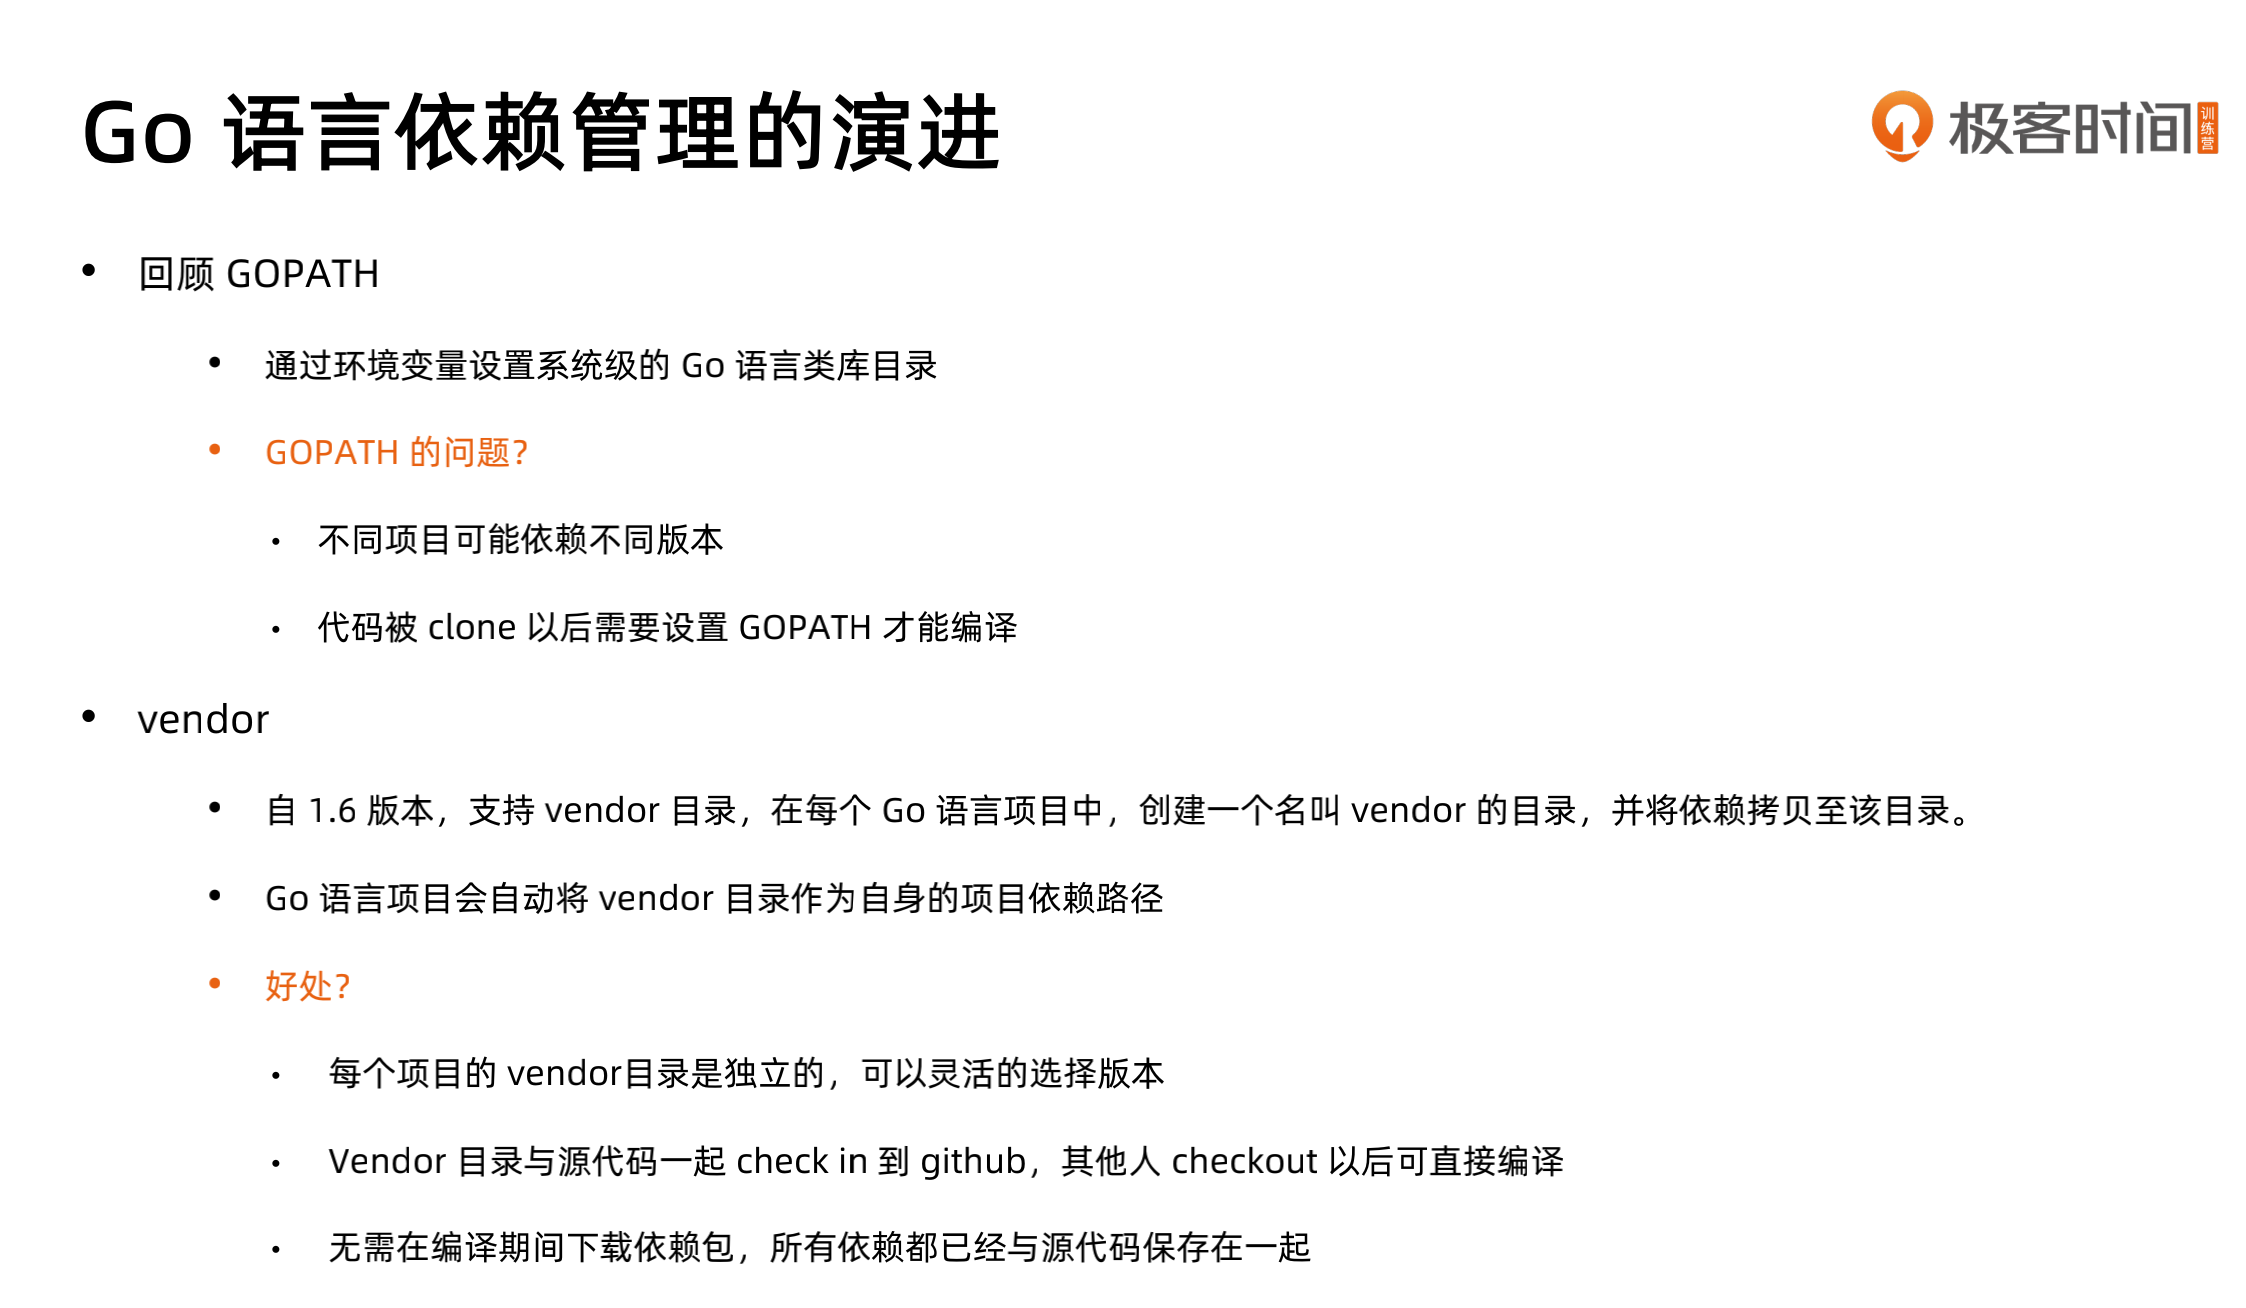 Go 语言依赖管理的演进
极客时间 训练营
• 回顾 GOPATH
• 通过环境变量设置系统级的 Go 语言类库目录
• GOPATH 的问题?
• 不同项目可能依赖不同版本
• 代码被 clone 以后需要设置 GOPATH 才能编译
• vendor
• 自 1.6 版本，支持 vendor 目录，在每个 Go 语言项目中，创建一个名叫 vendor 的目录，并将依赖拷贝至该目录。
• Go 语言项目会自动将 vendor 目录作为自身的项目依赖路径
• 好处?
• 每个项目的 vendor目录是独立的，可以灵活的选择版本
• Vendor 目录与源代码一起 check in 到 github，其他人 checkout 以后可直接编译
• 无需在编译期间下载依赖包，所有依赖都已经与源代码保存在一起